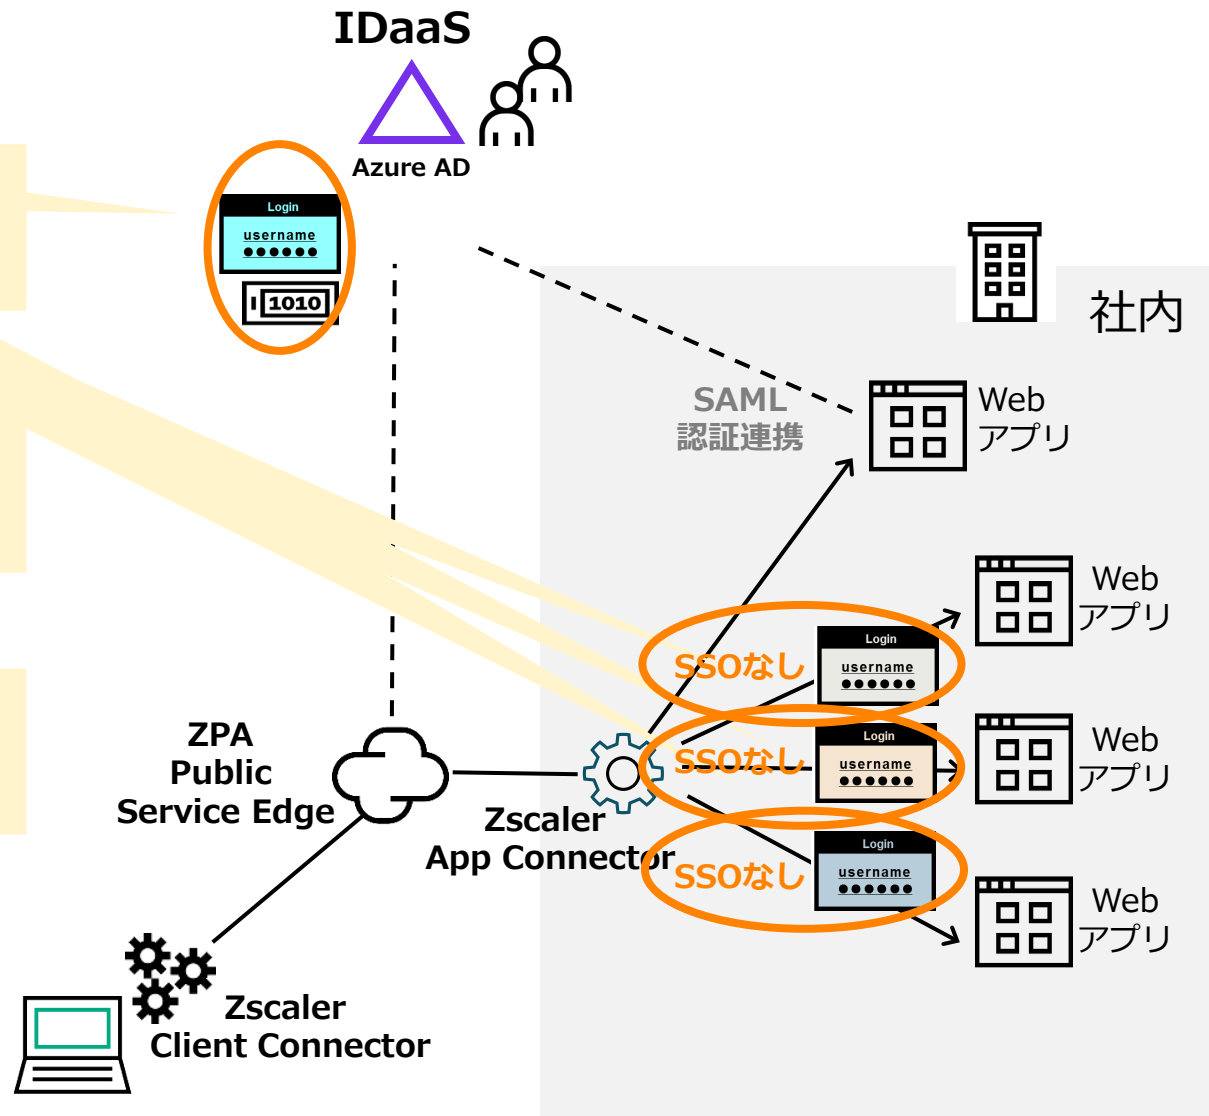 IDaaS
Azure AD
Login
username
1010
社内
SAML
認証連携
Web
アプリ
Web
アプリ
SSOなし
Login
username
Web
アプリ
SSOなし
Login
username
Web
アプリ
SSOなし
Login
username
ZPA
Public
Service Edge
Zscaler
App Connector
Zscaler
Client Connector